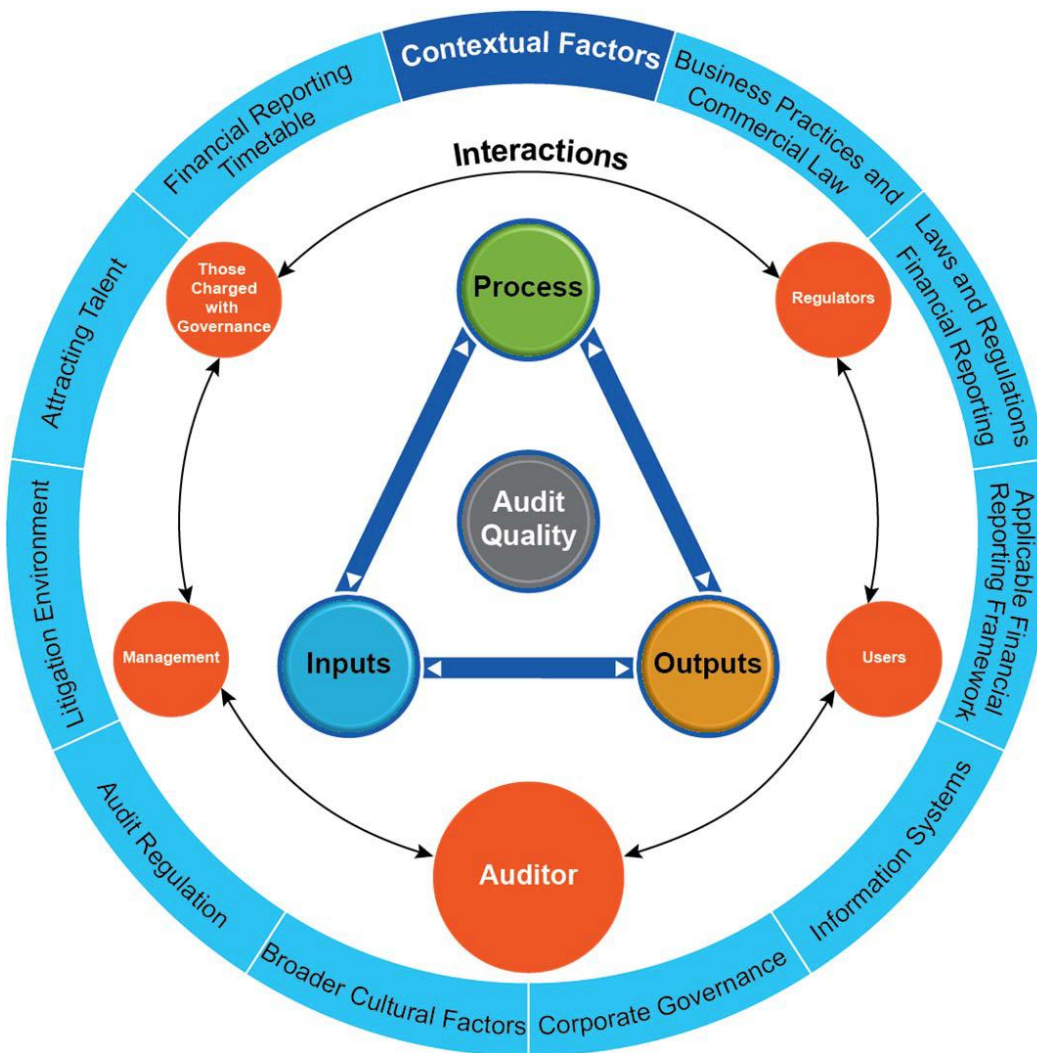 Contextual Factors
Business Practices and
Commercial Law
Laws and Regulations
Financial Reporting
Applicable Financial
Reporting Framework
Information Systems
Corporate Governance
Broader Cultural Factors
Audit Regulation
Litigation Environment
Attracting Talent
Financial Reporting
Timetable
Interactions
Those
Charged
with
Governance
Regulators
Process
Audit
Quality
Management
Inputs
Outputs
Users
Auditor